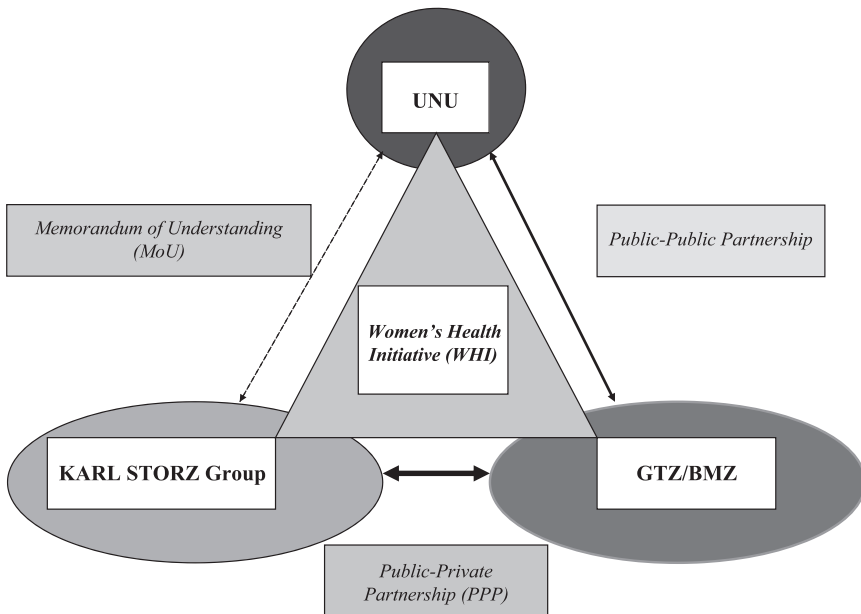 UNU
Memorandum of Understanding
(MoU)
Public-Public Partnership
Women’s Health
Initiative (WHI)
KARL STORZ Group
GTZ/BMZ
Public-Private
Partnership (PPP)